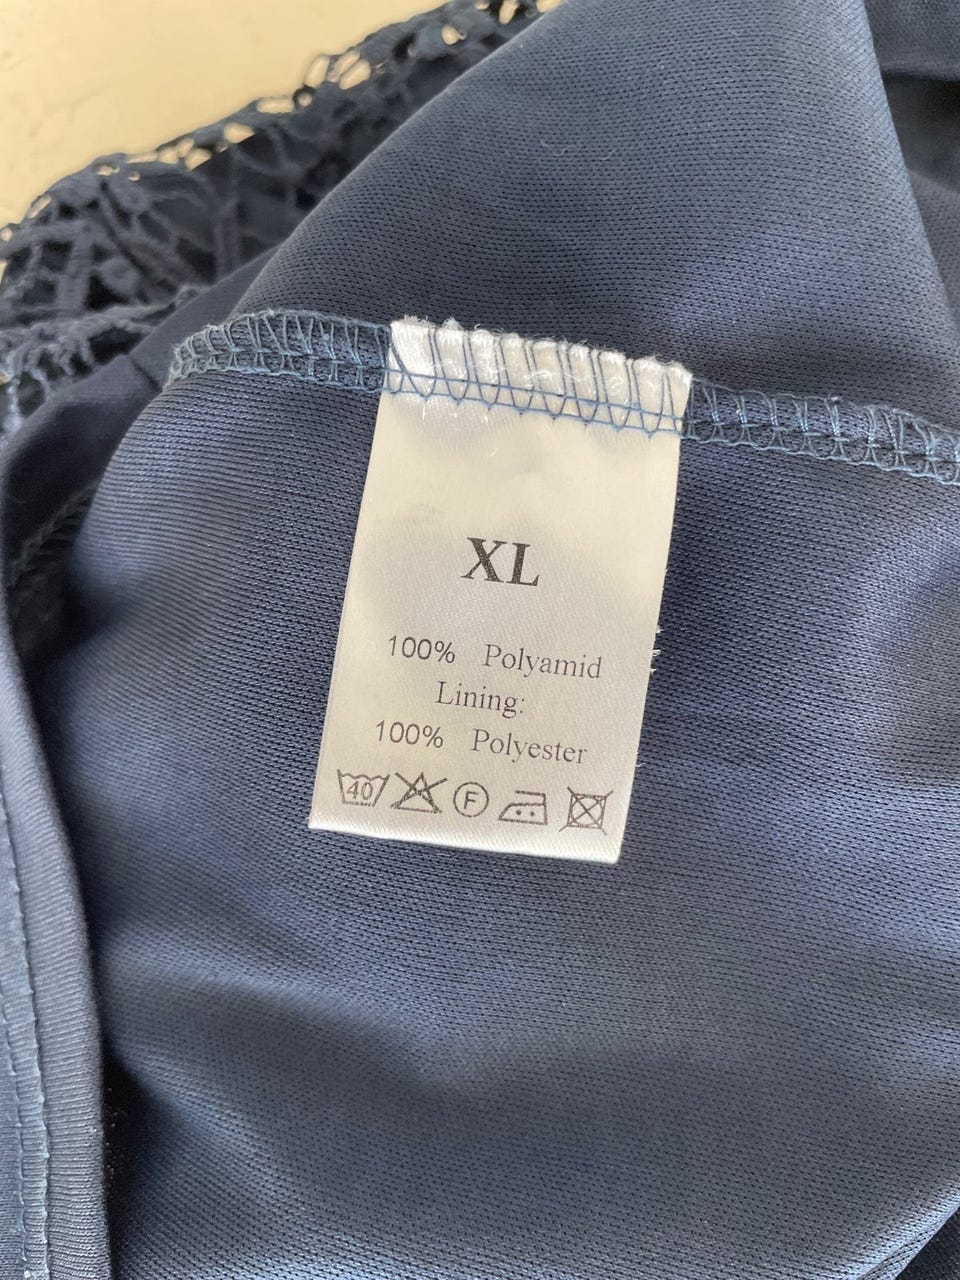 XL
100% Polyamid
Lining:
100% Polyester
40 F